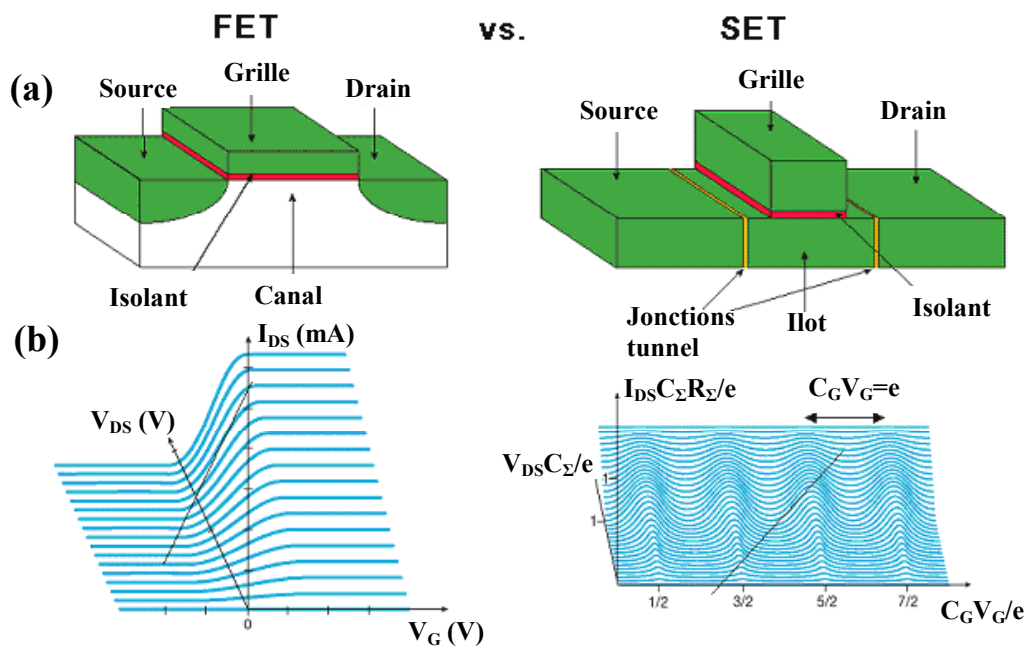 FET vs. SET
(a)
Source Grille Drain
Isolant Canal
Source Grille Drain
Jonctions tunnel
Ilot Isolant
(b)
I_DS (mA)
V_DS (V)
0
V_G (V)
I_DSC_ΣR_Σ/e
C_GV_G=e
V_DSC_Σ/e
1
1
1/2 3/2 5/2 7/2
C_GV_G/e